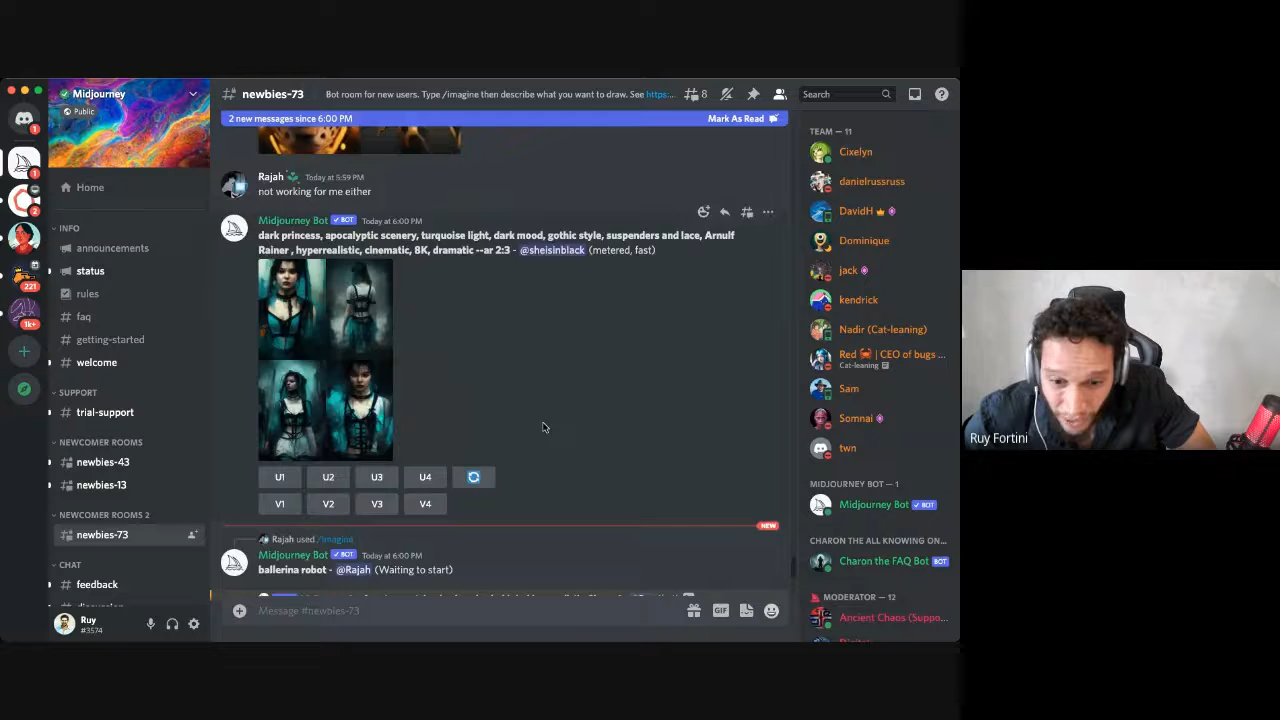 Midjourney
Public
newbies-73
Bot room for new users. Type /imagine then describe what you want to draw. See https:...
8
Search
2 new messages since 6:00 PM
Mark As Read
Home
INFO
announcements
status
rules
faq
getting-started
welcome
SUPPORT
trial-support
NEWCOMER ROOMS
newbies-43
newbies-13
NEWCOMER ROOMS 2
newbies-73
CHAT
feedback
Ruy
#3574
1
1
2
221
1k+
Rajah Today at 5:59 PM
not working for me either
Midjourney Bot BOT Today at 6:00 PM
dark princess, apocalyptic scenery, turquoise light, dark mood, gothic style, suspenders and lace, Arnulf
Rainer , hyperrealistic, cinematic, 8K, dramatic --ar 2:3 - @sheisinblack (metered, fast)
U1 U2 U3 U4
V1 V2 V3 V4
NEW
Rajah used /imagine
Midjourney Bot BOT Today at 6:00 PM
ballerina robot - @Rajah (Waiting to start)
Message #newbies-73
GIF
TEAM — 11
Cixelyn
danielrussruss
DavidH
Dominique
jack
kendrick
Nadir (Cat-leaning)
Red | CEO of bugs ...
Cat-leaning
Sam
Somnai
twn
MIDJOURNEY BOT — 1
Midjourney Bot BOT
CHARON THE ALL KNOWING ON...
Charon the FAQ Bot BOT
MODERATOR — 12
Ancient Chaos (Suppo...
Ruy Fortini